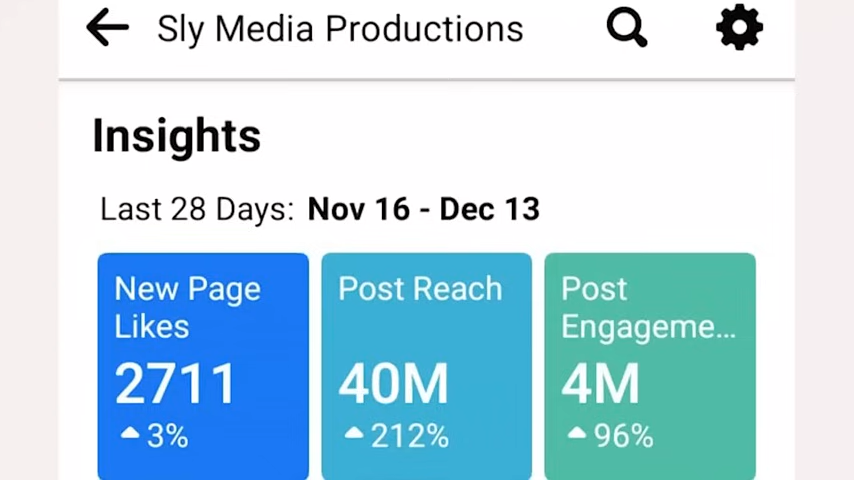 Sly Media Productions
Insights
Last 28 Days: Nov 16 - Dec 13
New Page
Likes
2711
3%
Post Reach
40M
212%
Post
Engageme...
4M
96%